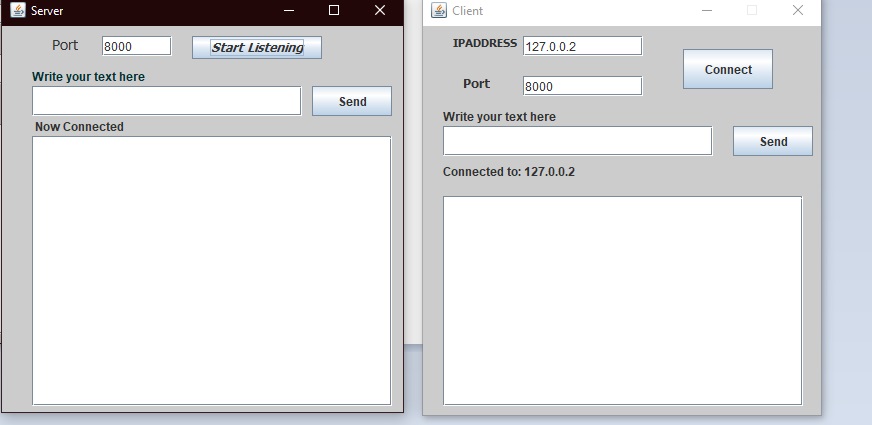 Server
Port 8000 Start Listening
Write your text here
Send
Now Connected
Client
IPADDRESS 127.0.0.2
Connect
Port 8000
Write your text here
Send
Connected to: 127.0.0.2